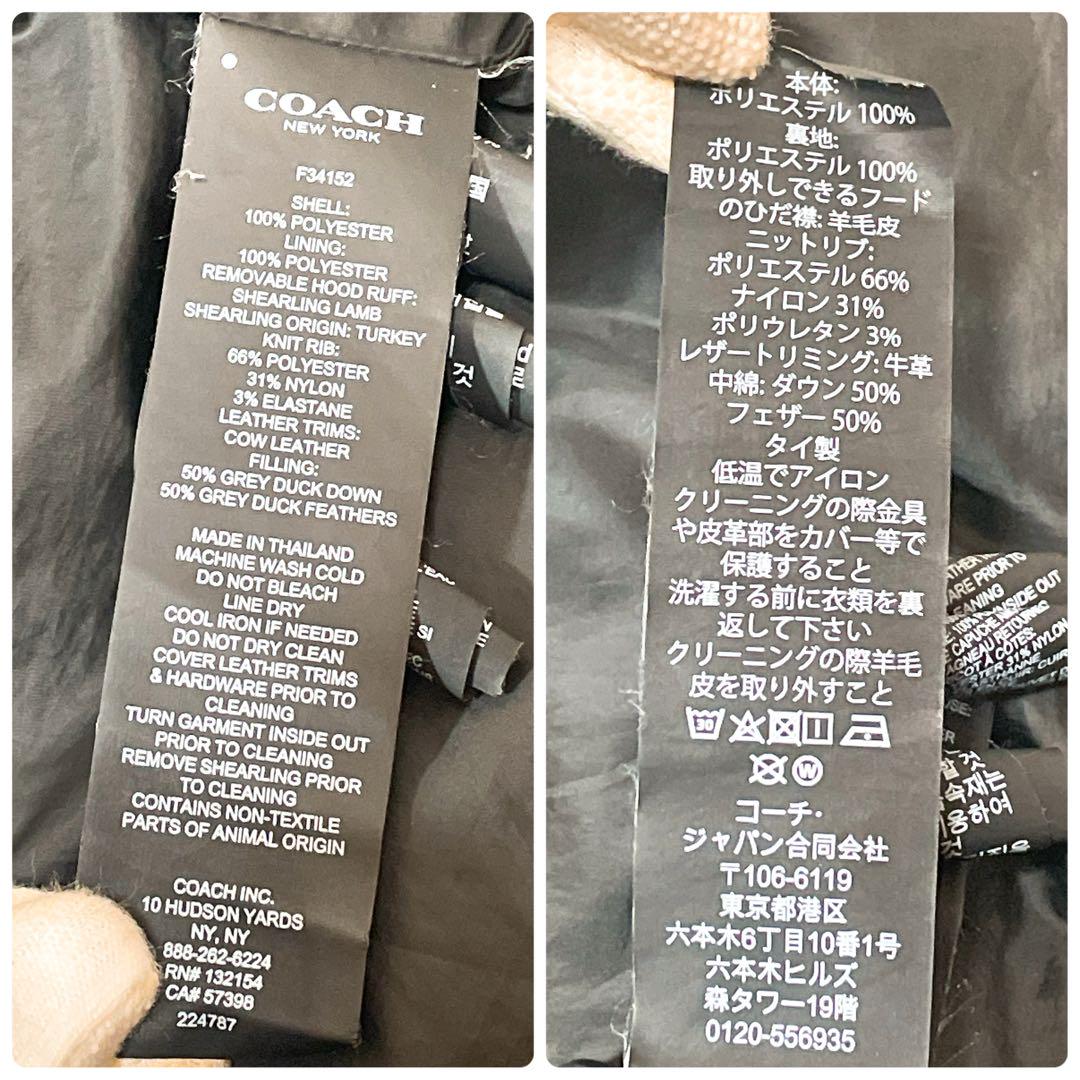 COACH
NEW YORK
F34152
SHELL:
100% POLYESTER
LINING:
100% POLYESTER
REMOVABLE HOOD RUFF:
SHEARLING LAMB
SHEARLING ORIGIN: TURKEY
KNIT RIB:
66% POLYESTER
31% NYLON
3% ELASTANE
LEATHER TRIMS:
COW LEATHER
FILLING:
50% GREY DUCK DOWN
50% GREY DUCK FEATHERS
MADE IN THAILAND
MACHINE WASH COLD
DO NOT BLEACH
LINE DRY
COOL IRON IF NEEDED
DO NOT DRY CLEAN
COVER LEATHER TRIMS
& HARDWARE PRIOR TO
CLEANING
TURN GARMENT INSIDE OUT
PRIOR TO CLEANING
REMOVE SHEARLING PRIOR
TO CLEANING
CONTAINS NON-TEXTILE
PARTS OF ANIMAL ORIGIN
COACH INC.
10 HUDSON YARDS
NY, NY
888-262-6224
RN# 132154
CA# 57398
224787
国
것
SI
本体:
ポリエステル 100%
裏地:
ポリエステル 100%
取り外しできるフード
のひだ襟: 羊毛皮
ニットリブ:
ポリエステル 66%
ナイロン 31%
ポリウレタン 3%
レザートリミング: 牛革
中綿: ダウン 50%
フェザー 50%
タイ製
低温でアイロン
クリーニングの際金具
や皮革部をカバー等で
保護すること
洗濯する前に衣類を裏
返して下さい
クリーニングの際羊毛
皮を取り外すこと
30
W
コーチ・
ジャパン合同会社
〒106-6119
東京都港区
六本木6丁目10番1号
六本木ヒルズ
森タワー19階
0120-556935
PRIOR TO
INSIDE OUT
CAPUCHE
RETOURNG.
31% NYLON